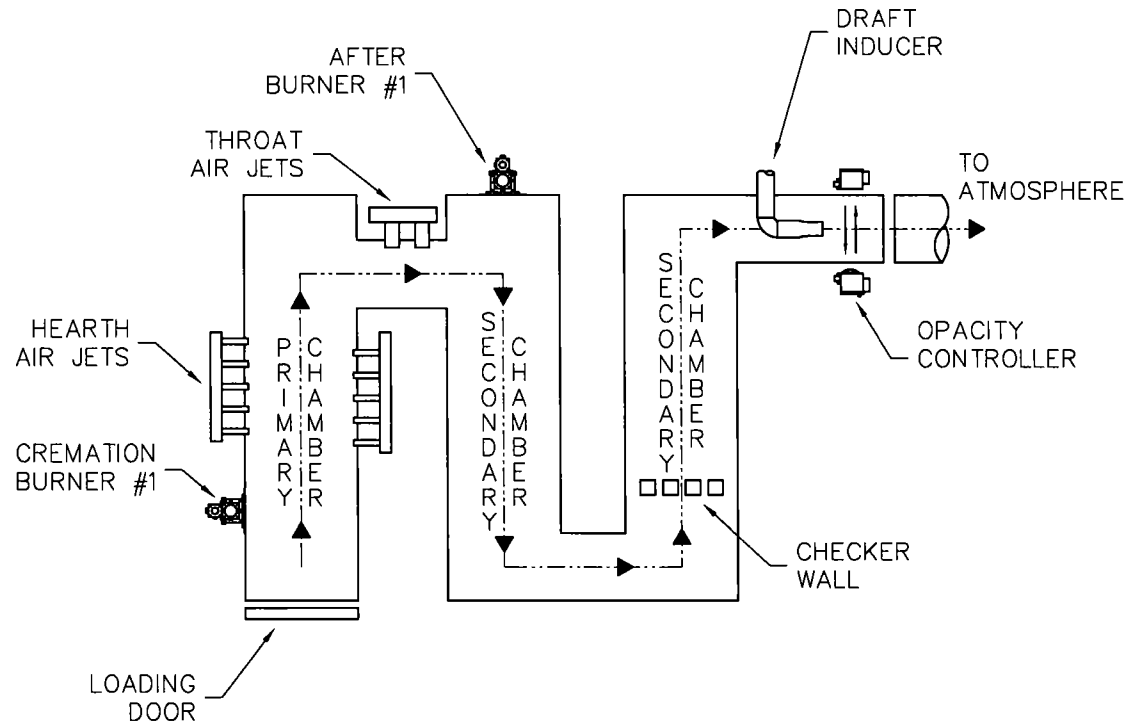 DRAFT
INDUCER
AFTER
BURNER #1
THROAT
AIR JETS
TO
ATMOSPHERE
HEARTH
AIR JETS
PRIMARY
CHAMBER
SECONDARY
CHAMBER
SECONDARY
CHAMBER
OPACITY
CONTROLLER
CREMATION
BURNER #1
CHECKER
WALL
LOADING
DOOR